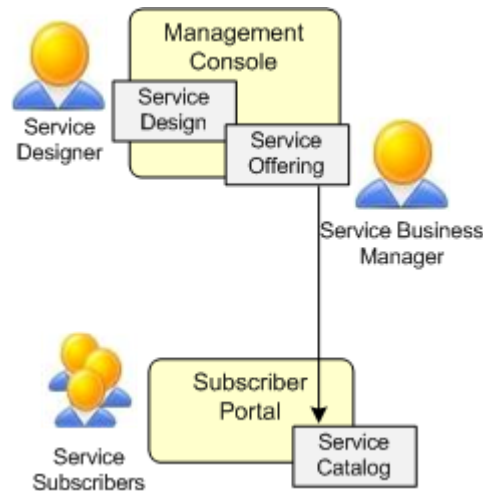 Management
Console
Service
Design
Service
Designer
Service
Offering
Service Business
Manager
Subscriber
Portal
Service
Catalog
Service
Subscribers